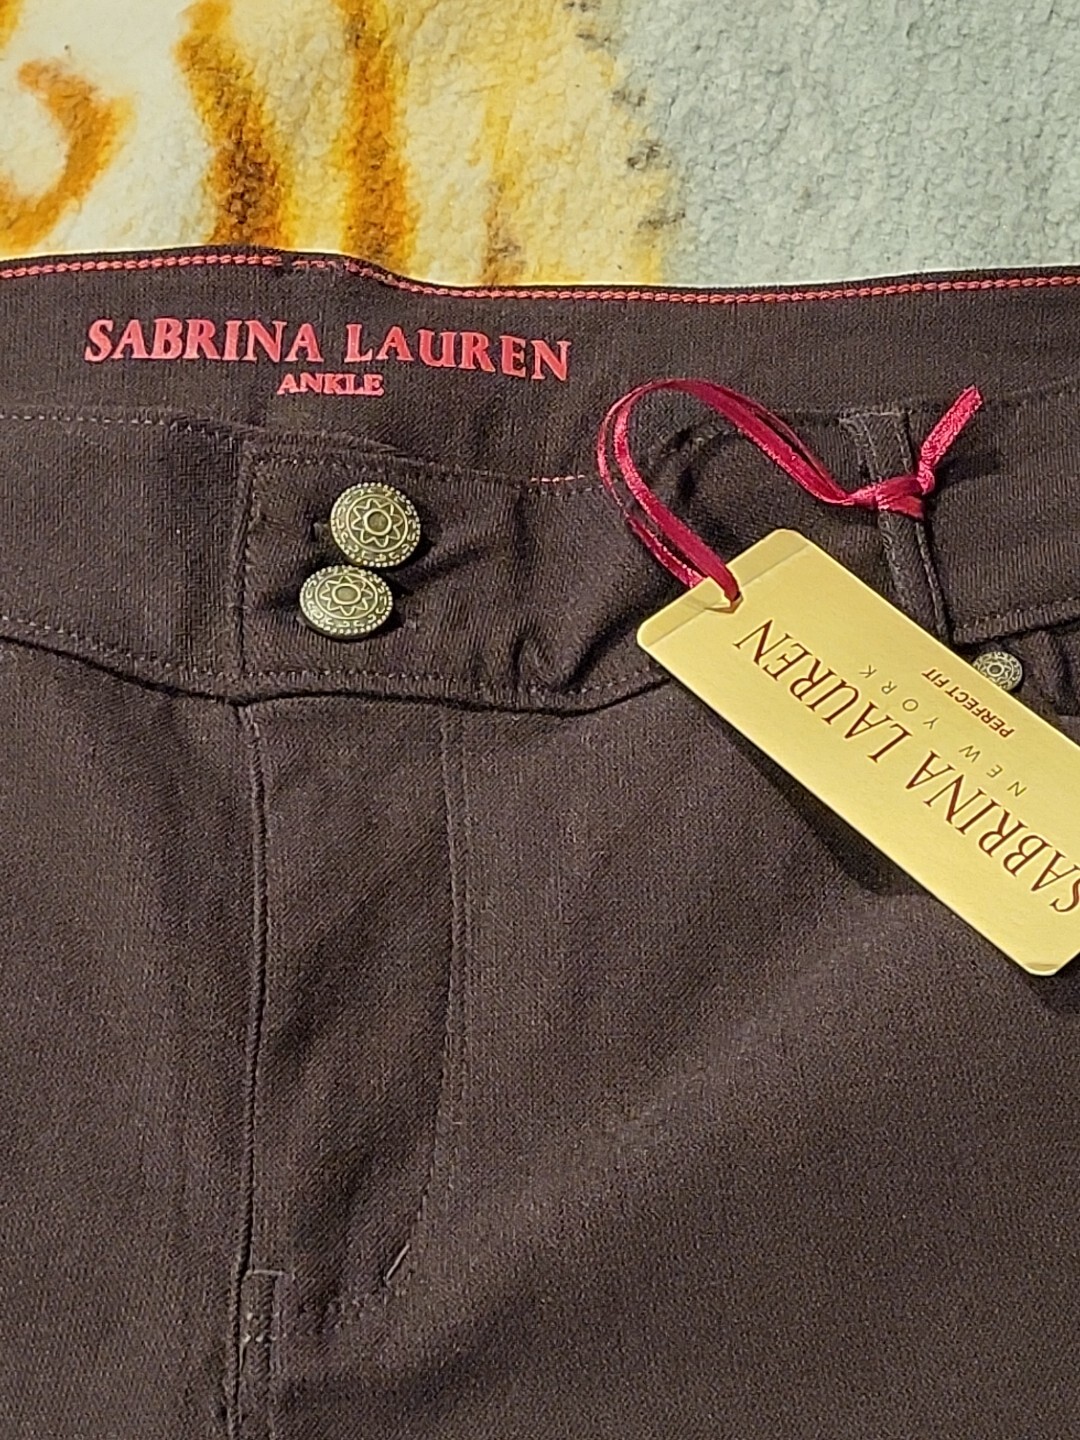 SABRINA LAUREN
ANKLE
SABRINA LAUREN
NEW YORK
PERFECT FIT